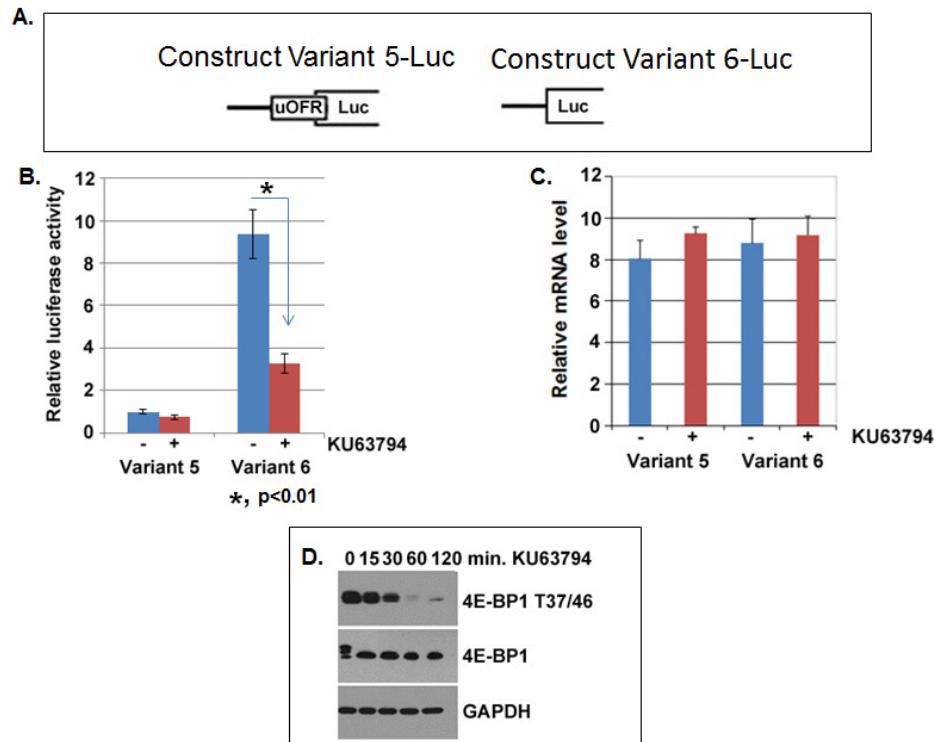 A.
Construct Variant 5-Luc Construct Variant 6-Luc
uOFR Luc Luc
B.
12
10
8
6
4
2
0
Relative luciferase activity
*
- + - + KU63794
Variant 5 Variant 6
*, p<0.01
C.
12
10
8
6
4
2
0
Relative mRNA level
- + - + KU63794
Variant 5 Variant 6
D. 0 15 30 60 120 min. KU63794
4E-BP1 T37/46
4E-BP1
GAPDH